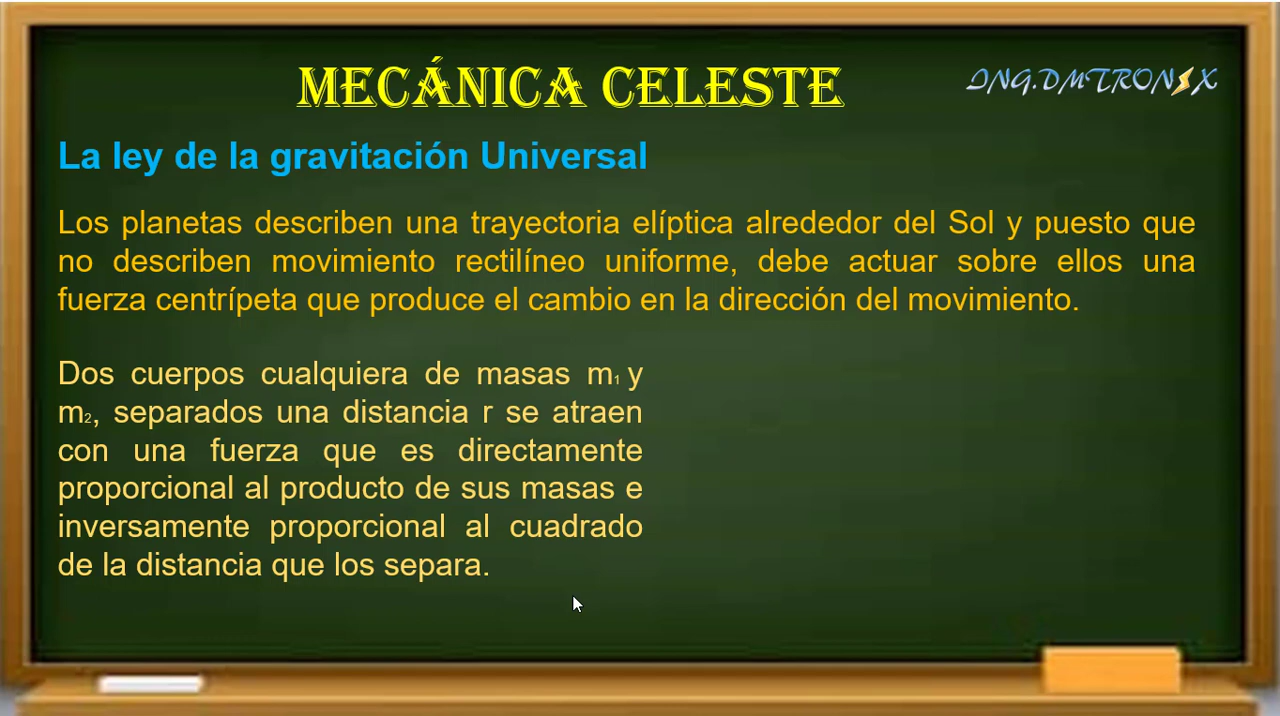 MECÁNICA CELESTE
ING.DMTRONIX
La ley de la gravitación Universal
Los planetas describen una trayectoria elíptica alrededor del Sol y puesto que
no describen movimiento rectilíneo uniforme, debe actuar sobre ellos una
fuerza centrípeta que produce el cambio en la dirección del movimiento.
Dos cuerpos cualquiera de masas m₁ y
m₂, separados una distancia r se atraen
con una fuerza que es directamente
proporcional al producto de sus masas e
inversamente proporcional al cuadrado
de la distancia que los separa.